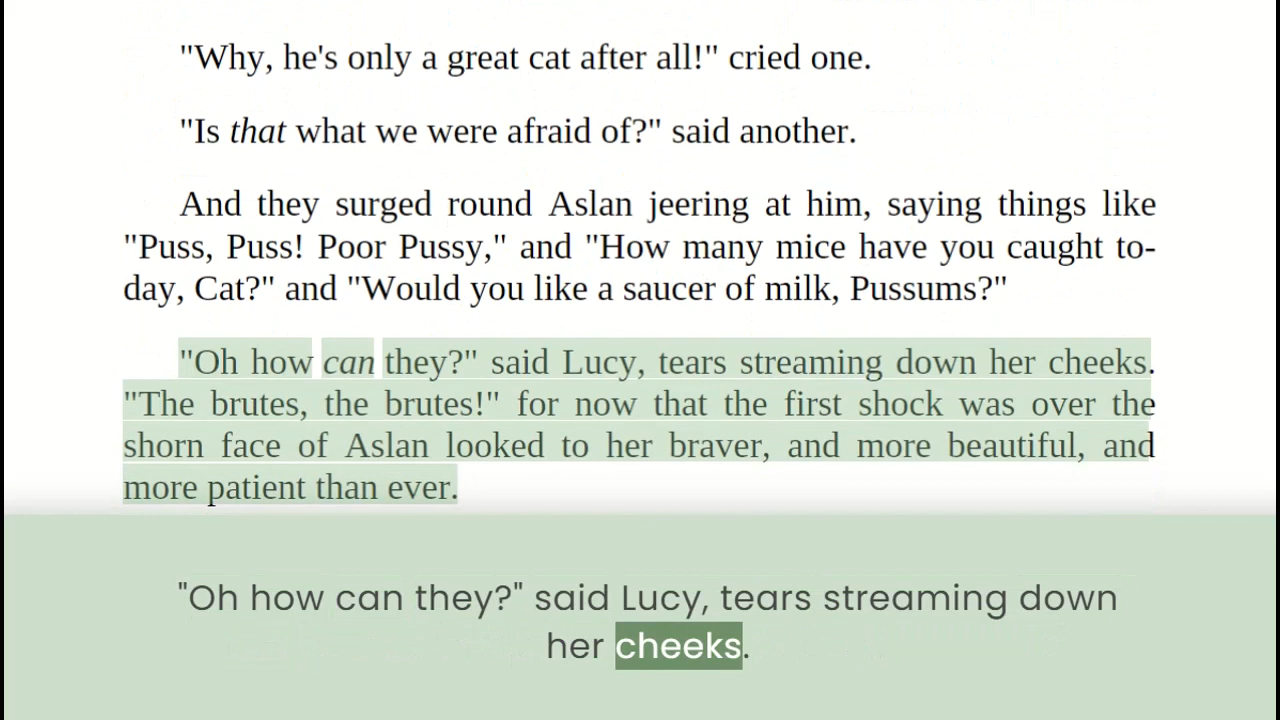 "Why, he's only a great cat after all!" cried one.
"Is that what we were afraid of?" said another.
And they surged round Aslan jeering at him, saying things like
"Puss, Puss! Poor Pussy," and "How many mice have you caught to-
day, Cat?" and "Would you like a saucer of milk, Pussums?"
"Oh how can they?" said Lucy, tears streaming down her cheeks.
"The brutes, the brutes!" for now that the first shock was over the
shorn face of Aslan looked to her braver, and more beautiful, and
more patient than ever.
"Oh how can they?" said Lucy, tears streaming down
her cheeks.